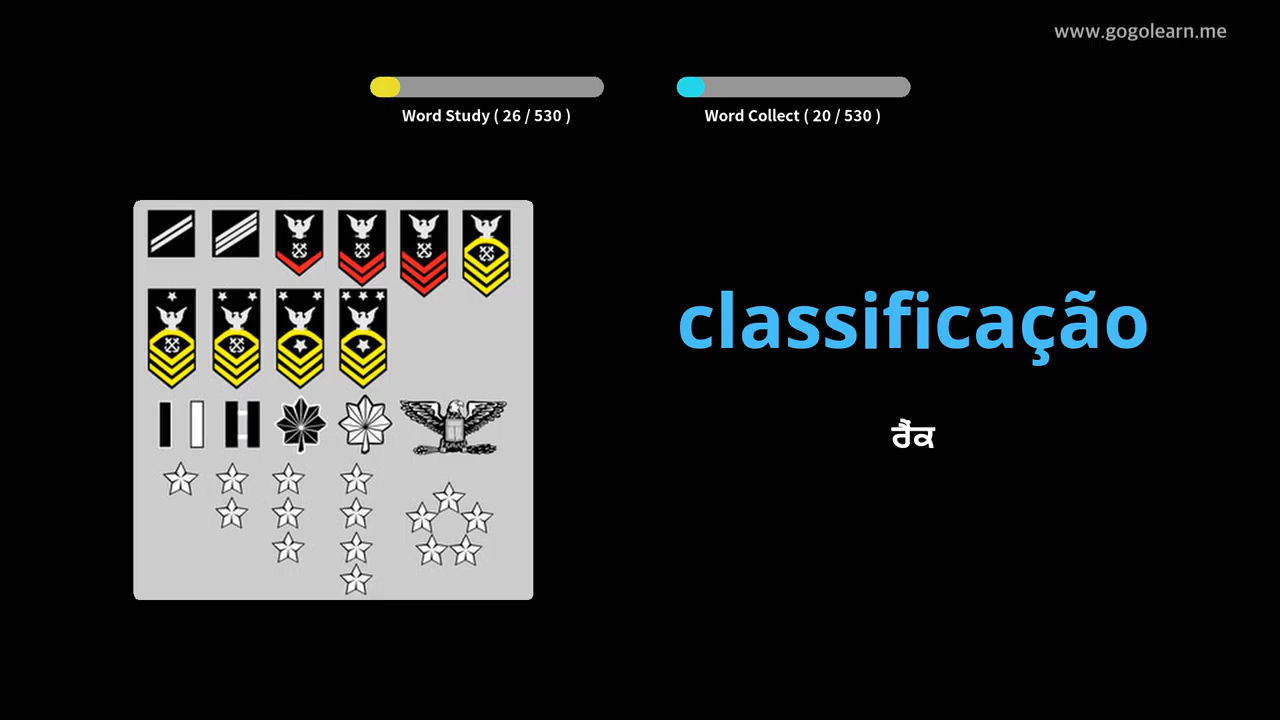 www.gogolearn.me
Word Study ( 26 / 530 )
Word Collect ( 20 / 530 )
classificação
ਰੈਂਕ